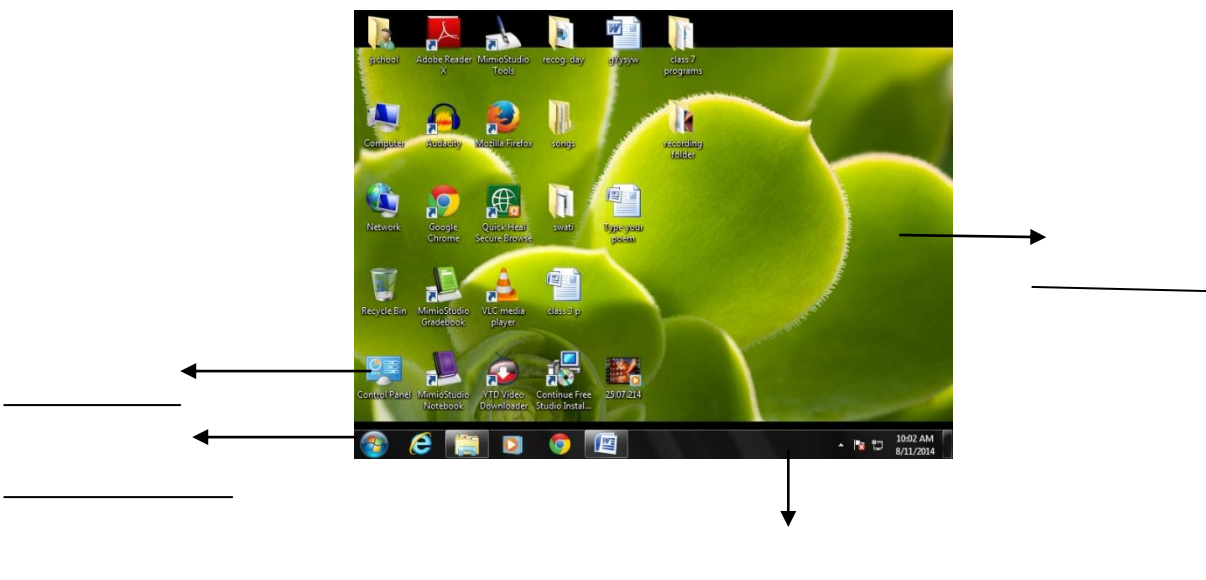 jschool
Adobe Reader X
MimioStudio Tools
recog. day
gffysyw
class 7 programs
Computer
Audacity
Mozilla Firefox
songs
recording folder
Network
Google Chrome
Quick Heal Secure Browse
swati
Type your poem
Recycle Bin
MimioStudio Gradebook
VLC media player
class 3 p
Control Panel
MimioStudio Notebook
YTD Video Downloader
Continue Free Studio Instal...
25.07.214
10:02 AM
8/11/2014